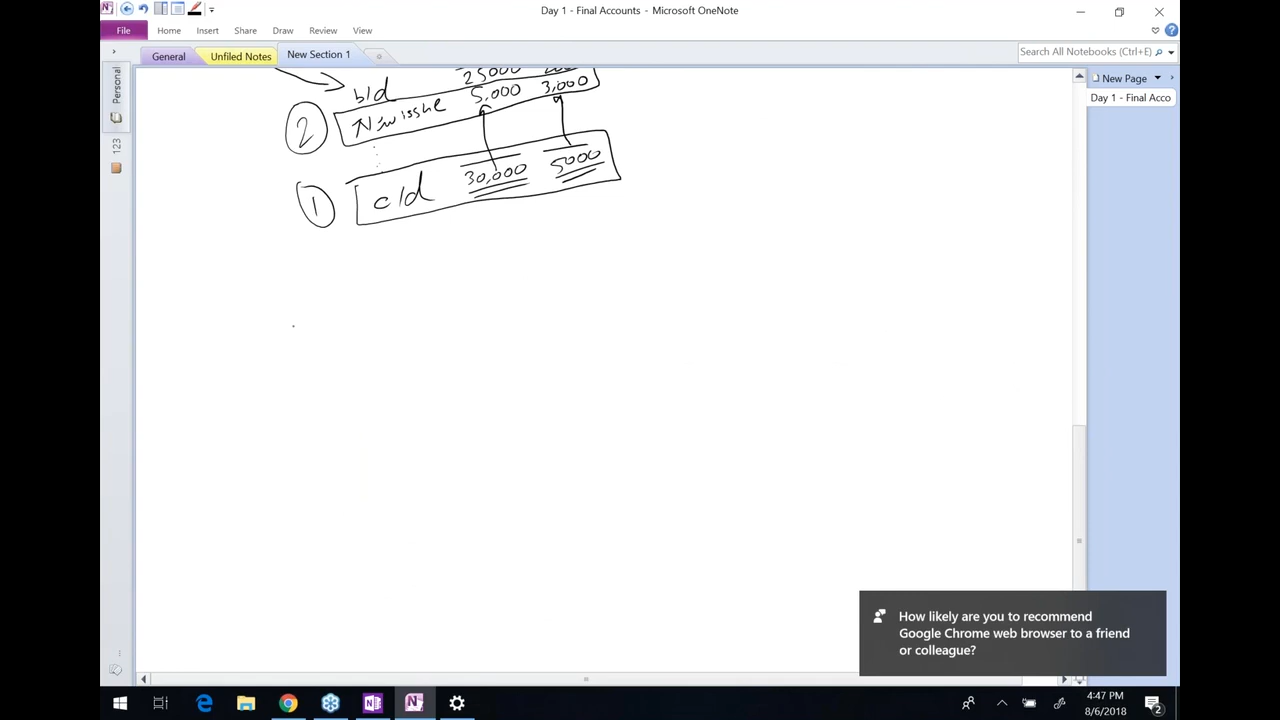 Day 1 - Final Accounts - Microsoft OneNote
File Home Insert Share Draw Review View
General Unfiled Notes New Section 1
Search All Notebooks (Ctrl+E)
New Page
Day 1 - Final Acco
Personal
123
25000
b/d
2 New issue 5,000 3,000
1 c/d 30,000 5000
How likely are you to recommend
Google Chrome web browser to a friend
or colleague?
4:47 PM
8/6/2018
2